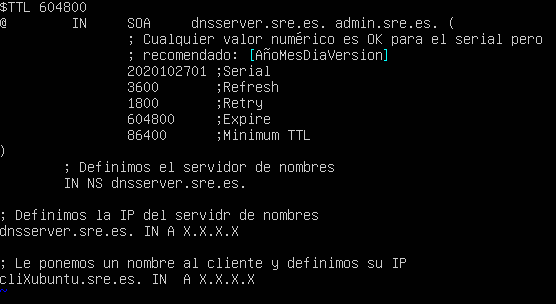 $TTL 604800
@ IN SOA dnsserver.sre.es. admin.sre.es. (
; Cualquier valor numérico es OK para el serial pero
; recomendado: [AñoMesDiaVersion]
2020102701 ;Serial
3600 ;Refresh
1800 ;Retry
604800 ;Expire
86400 ;Minimum TTL
)
; Definimos el servidor de nombres
IN NS dnsserver.sre.es.
; Definimos la IP del servidr de nombres
dnsserver.sre.es. IN A X.X.X.X
; Le ponemos un nombre al cliente y definimos su IP
cliXubuntu.sre.es. IN A X.X.X.X
~